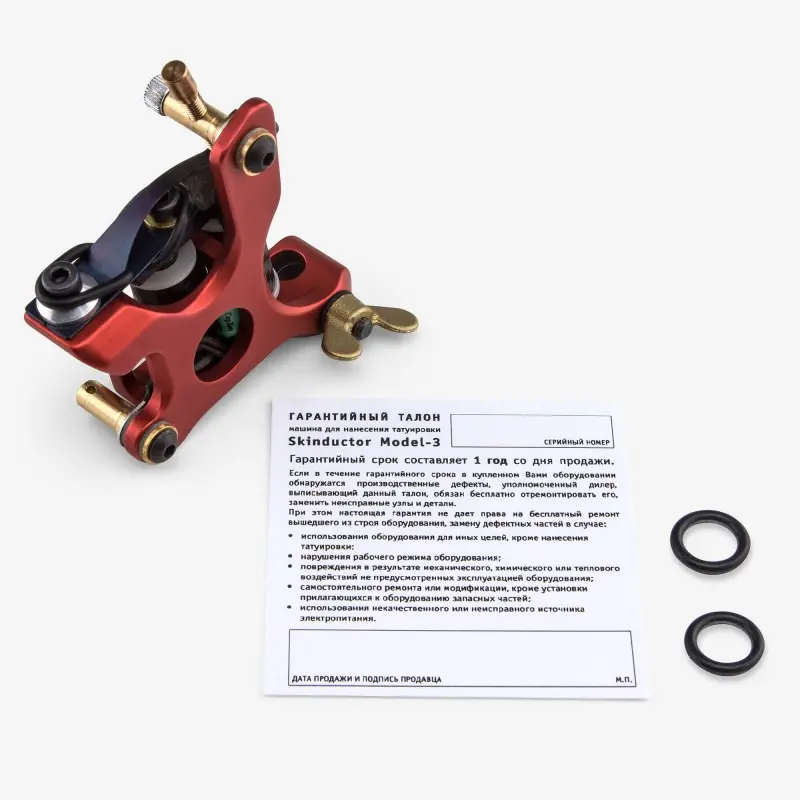 ГАРАНТИЙНЫЙ ТАЛОН
машина для нанесения татуировки
Skinductor Model-3
СЕРИЙНЫЙ НОМЕР
Гарантийный срок составляет 1 год со дня продажи.
Если в течение гарантийного срока в купленном Вами оборудовании
обнаружатся производственные дефекты, уполномоченный дилер,
выписывающий данный талон, обязан бесплатно отремонтировать его,
заменить неисправные узлы и детали.
При этом настоящая гарантия не дает права на бесплатный ремонт
вышедшего из строя оборудования, замену дефектных частей в случае:
• использования оборудования для иных целей, кроме нанесения
татуировки;
• нарушения рабочего режима оборудования;
• повреждения в результате механического, химического или теплового
воздействий не предусмотренных эксплуатацией оборудования;
• самостоятельного ремонта или модификации, кроме установки
прилагающихся к оборудованию запасных частей;
• использования некачественного или неисправного источника
электропитания.
ДАТА ПРОДАЖИ И ПОДПИСЬ ПРОДАВЦА
М.П.